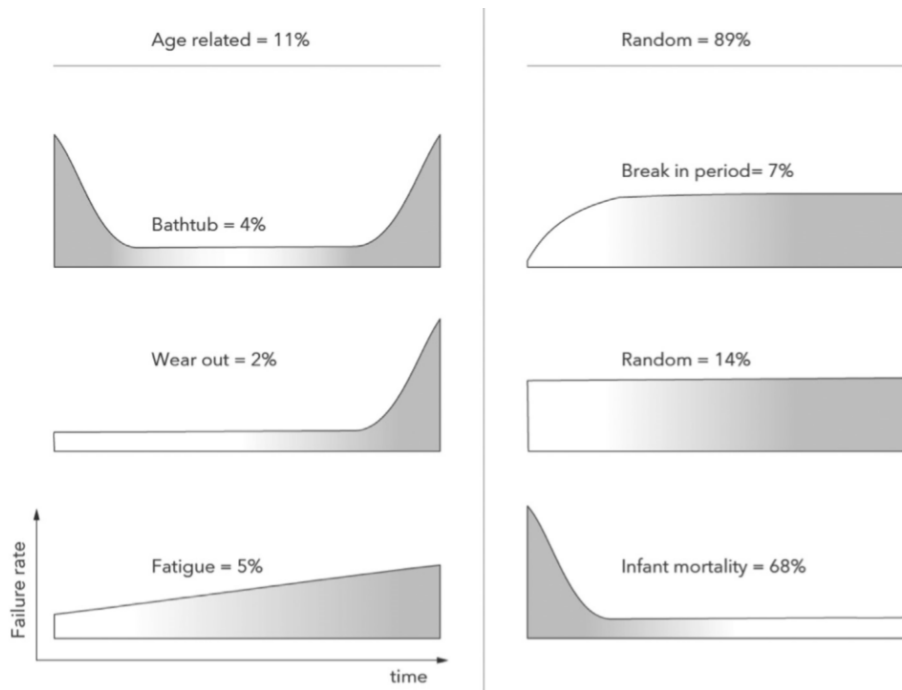 Age related = 11%
Bathtub = 4%
Wear out = 2%
Fatigue = 5%
Failure rate
time
Random = 89%
Break in period= 7%
Random = 14%
Infant mortality = 68%